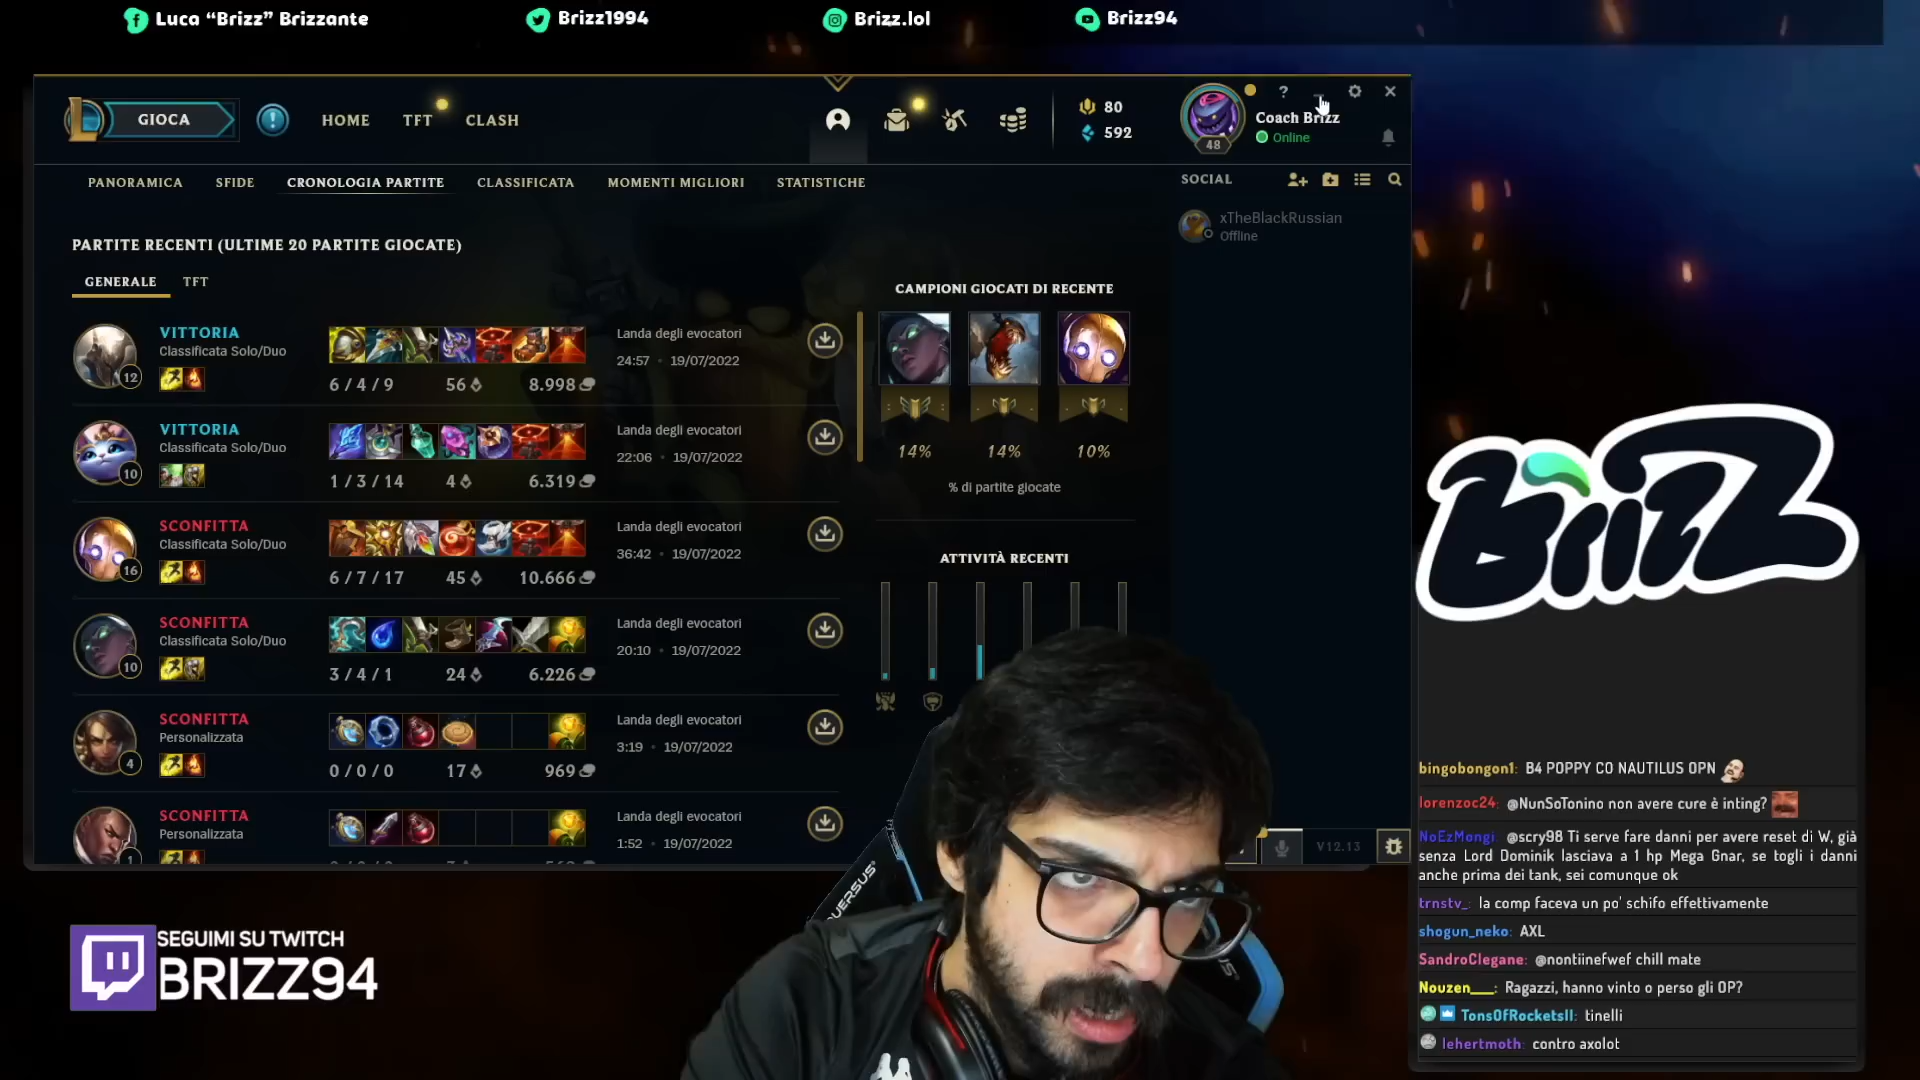 Luca “Brizz” Brizzante
Brizz1994
Brizz.lol
Brizz94
GIOCA
HOME
TFT
CLASH
80
592
48
?
Coach Brizz
Online
PANORAMICA
SFIDE
CRONOLOGIA PARTITE
CLASSIFICATA
MOMENTI MIGLIORI
STATISTICHE
SOCIAL
xTheBlackRussian
Offline
PARTITE RECENTI (ULTIME 20 PARTITE GIOCATE)
GENERALE
TFT
VITTORIA
Classificata Solo/Duo
12
6 / 4 / 9
56
8.998
Landa degli evocatori
24:57 • 19/07/2022
VITTORIA
Classificata Solo/Duo
10
1 / 3 / 14
4
6.319
Landa degli evocatori
22:06 • 19/07/2022
SCONFITTA
Classificata Solo/Duo
16
6 / 7 / 17
45
10.666
Landa degli evocatori
36:42 • 19/07/2022
SCONFITTA
Classificata Solo/Duo
10
3 / 4 / 1
24
6.226
Landa degli evocatori
20:10 • 19/07/2022
SCONFITTA
Personalizzata
4
0 / 0 / 0
17
969
Landa degli evocatori
3:19 • 19/07/2022
SCONFITTA
Personalizzata
1
Landa degli evocatori
1:52 • 19/07/2022
CAMPIONI GIOCATI DI RECENTE
14%
14%
10%
% di partite giocate
ATTIVITÀ RECENTI
V12.13
BriZZ
bingobongon1: B4 POPPY CO NAUTILUS OPN
lorenzoc24: @NunSoTonino non avere cure è inting?
NoEzMongi: @scry98 Ti serve fare danni per avere reset di W, già
senza Lord Dominik lasciava a 1 hp Mega Gnar, se togli i danni
anche prima dei tank, sei comunque ok
trnstv_: la comp faceva un po' schifo effettivamente
shogun_neko: AXL
SandroClegane: @nontiinefwef chill mate
Nouzen___: Ragazzi, hanno vinto o perso gli OP?
TonsOfRocketsII: tinelli
lehertmoth: contro axolot
SEGUIMI SU TWITCH
BRIZZ94